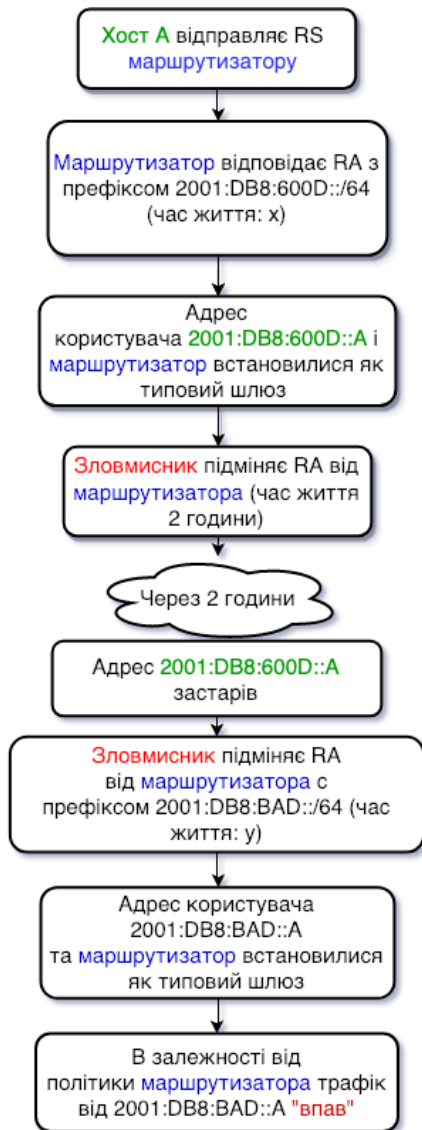 Хост А відправляє RS
маршрутизатору
Маршрутизатор відповідає RA з
префіксом 2001:DB8:600D::/64
(час життя: x)
Адрес
користувача 2001:DB8:600D::A і
маршрутизатор встановилися як
типовий шлюз
Зловмисник підміняє RA від
маршрутизатора (час життя
2 години)
Через 2 години
Адрес 2001:DB8:600D::A
застарів
Зловмисник підміняє RA
від маршрутизатора с
префіксом 2001:DB8:BAD::/64 (час
життя: y)
Адрес користувача
2001:DB8:BAD::A
та маршрутизатор встановилися
як типовий шлюз
В залежності від
політики маршрутизатора трафік
від 2001:DB8:BAD::A "впав"